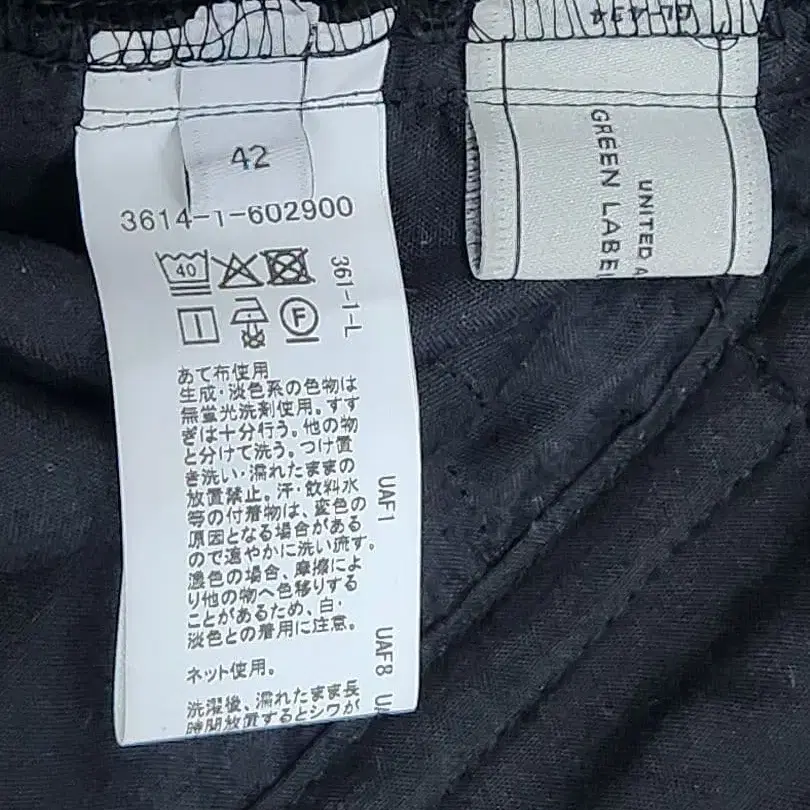 42
3614-1-602900
40
F
361-1-L
あて布使用
生成・淡色系の色物は
無蛍光洗剤使用。すす
ぎは十分行う。他の物
と分けて洗う。つけ置
き洗い・濡れたままの
放置禁止。汗・飲料水
等の付着物は、変色の
原因となる場合がある
ので速やかに洗い流す。
濃色の場合、摩擦によ
り他の物へ色移りする
ことがあるため、白・
淡色との着用に注意。
ネット使用。
洗濯後、濡れたまま長
時間放置するとシワが
UAF1
UAF8
UNITED A
GREEN LABEL